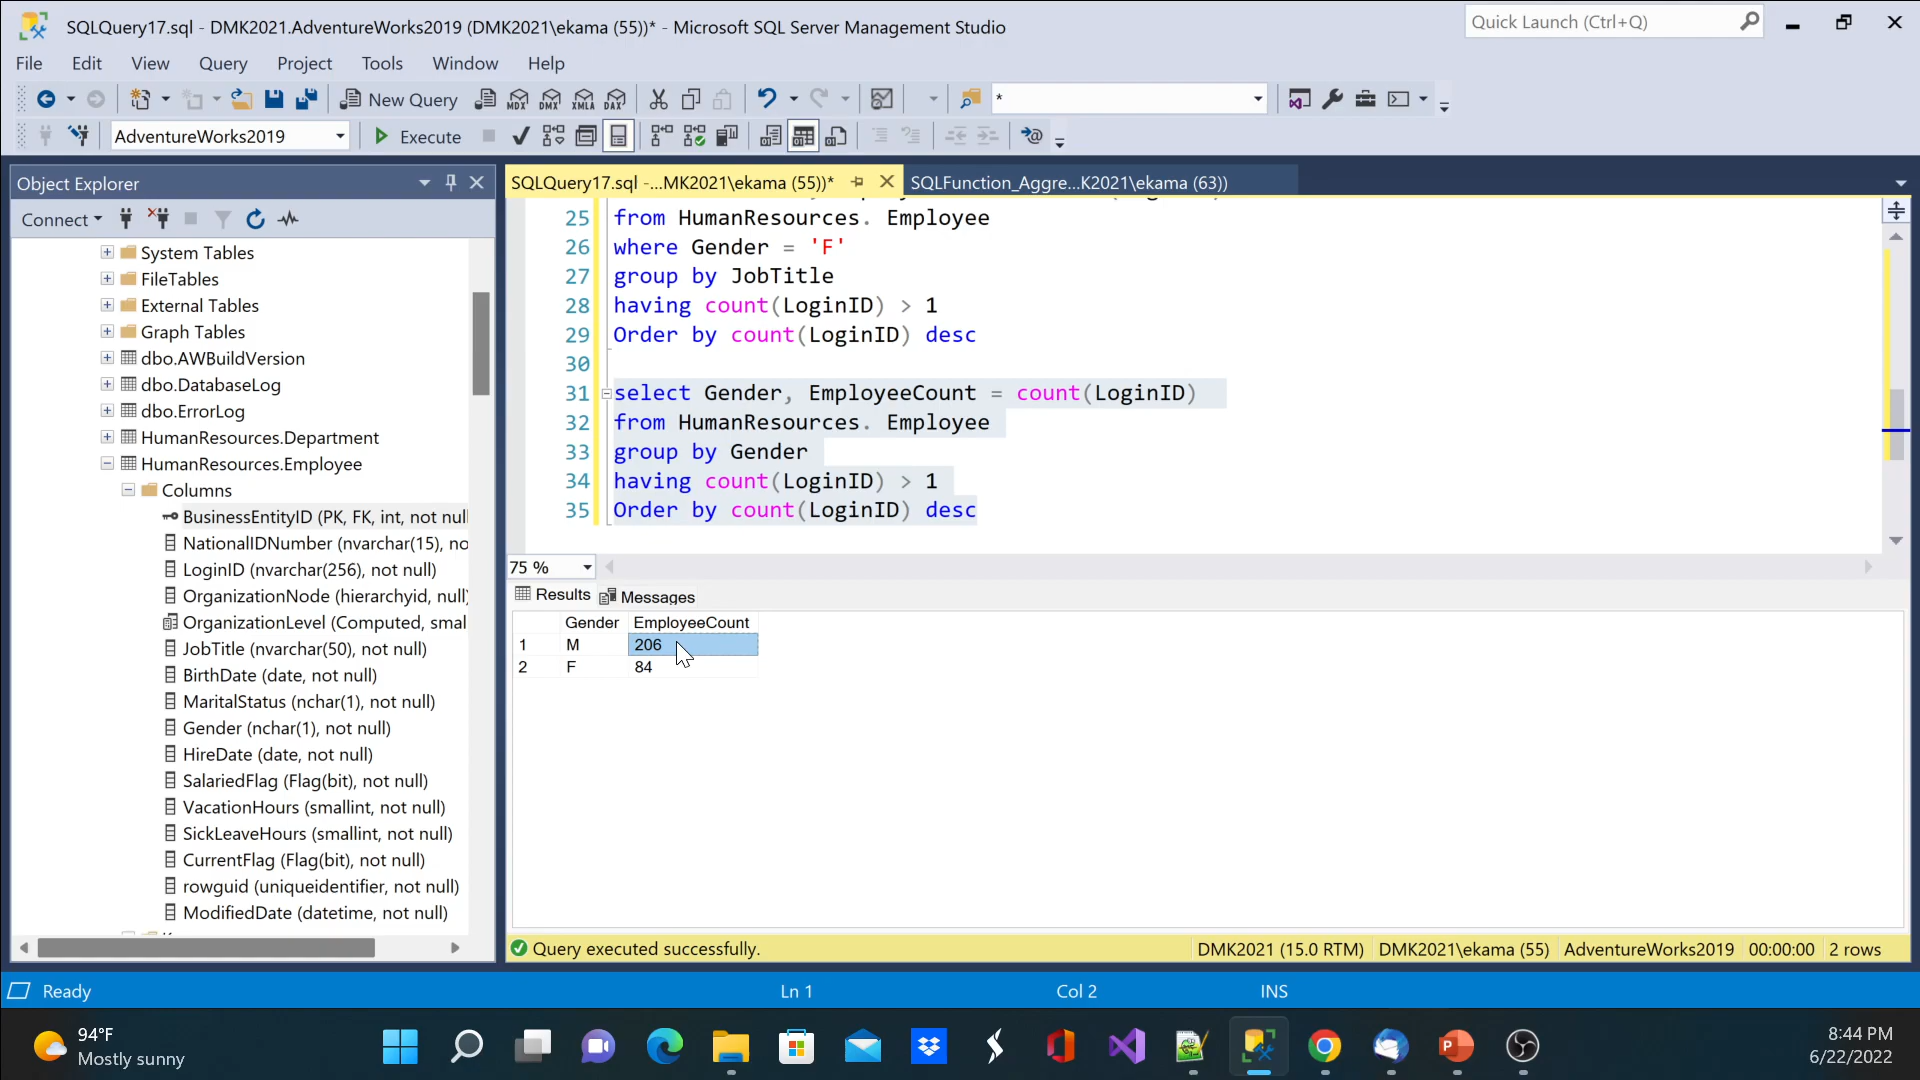 SQLQuery17.sql - DMK2021.AdventureWorks2019 (DMK2021\ekama (55))* - Microsoft SQL Server Management Studio
Quick Launch (Ctrl+Q)
File Edit View Query Project Tools Window Help
New Query MDX DMX XMLA DAX *
AdventureWorks2019 Execute
Object Explorer
Connect
System Tables
FileTables
External Tables
Graph Tables
dbo.AWBuildVersion
dbo.DatabaseLog
dbo.ErrorLog
HumanResources.Department
HumanResources.Employee
Columns
BusinessEntityID (PK, FK, int, not null
NationalIDNumber (nvarchar(15), no
LoginID (nvarchar(256), not null)
OrganizationNode (hierarchyid, null)
OrganizationLevel (Computed, smal
JobTitle (nvarchar(50), not null)
BirthDate (date, not null)
MaritalStatus (nchar(1), not null)
Gender (nchar(1), not null)
HireDate (date, not null)
SalariedFlag (Flag(bit), not null)
VacationHours (smallint, not null)
SickLeaveHours (smallint, not null)
CurrentFlag (Flag(bit), not null)
rowguid (uniqueidentifier, not null)
ModifiedDate (datetime, not null)
SQLQuery17.sql -...MK2021\ekama (55))* SQLFunction_Aggre...K2021\ekama (63))
25 from HumanResources. Employee
26 where Gender = 'F'
27 group by JobTitle
28 having count(LoginID) > 1
29 Order by count(LoginID) desc
30
31 select Gender, EmployeeCount = count(LoginID)
32 from HumanResources. Employee
33 group by Gender
34 having count(LoginID) > 1
35 Order by count(LoginID) desc
75 %
Results Messages
Gender EmployeeCount
1 M 206
2 F 84
Query executed successfully. DMK2021 (15.0 RTM) DMK2021\ekama (55) AdventureWorks2019 00:00:00 2 rows
Ready Ln 1 Col 2 INS
94°F
Mostly sunny
8:44 PM
6/22/2022